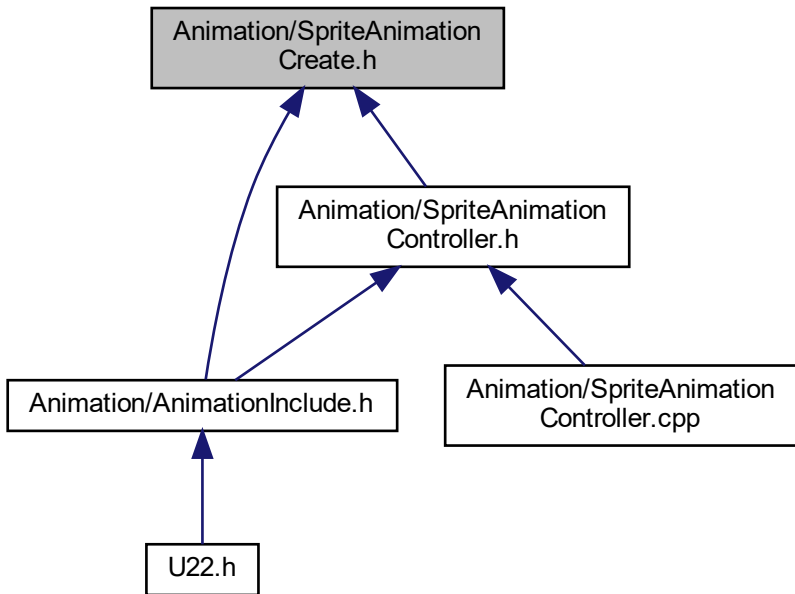 Animation/SpriteAnimation
Create.h
Animation/SpriteAnimation
Controller.h
Animation/AnimationInclude.h
Animation/SpriteAnimation
Controller.cpp
U22.h